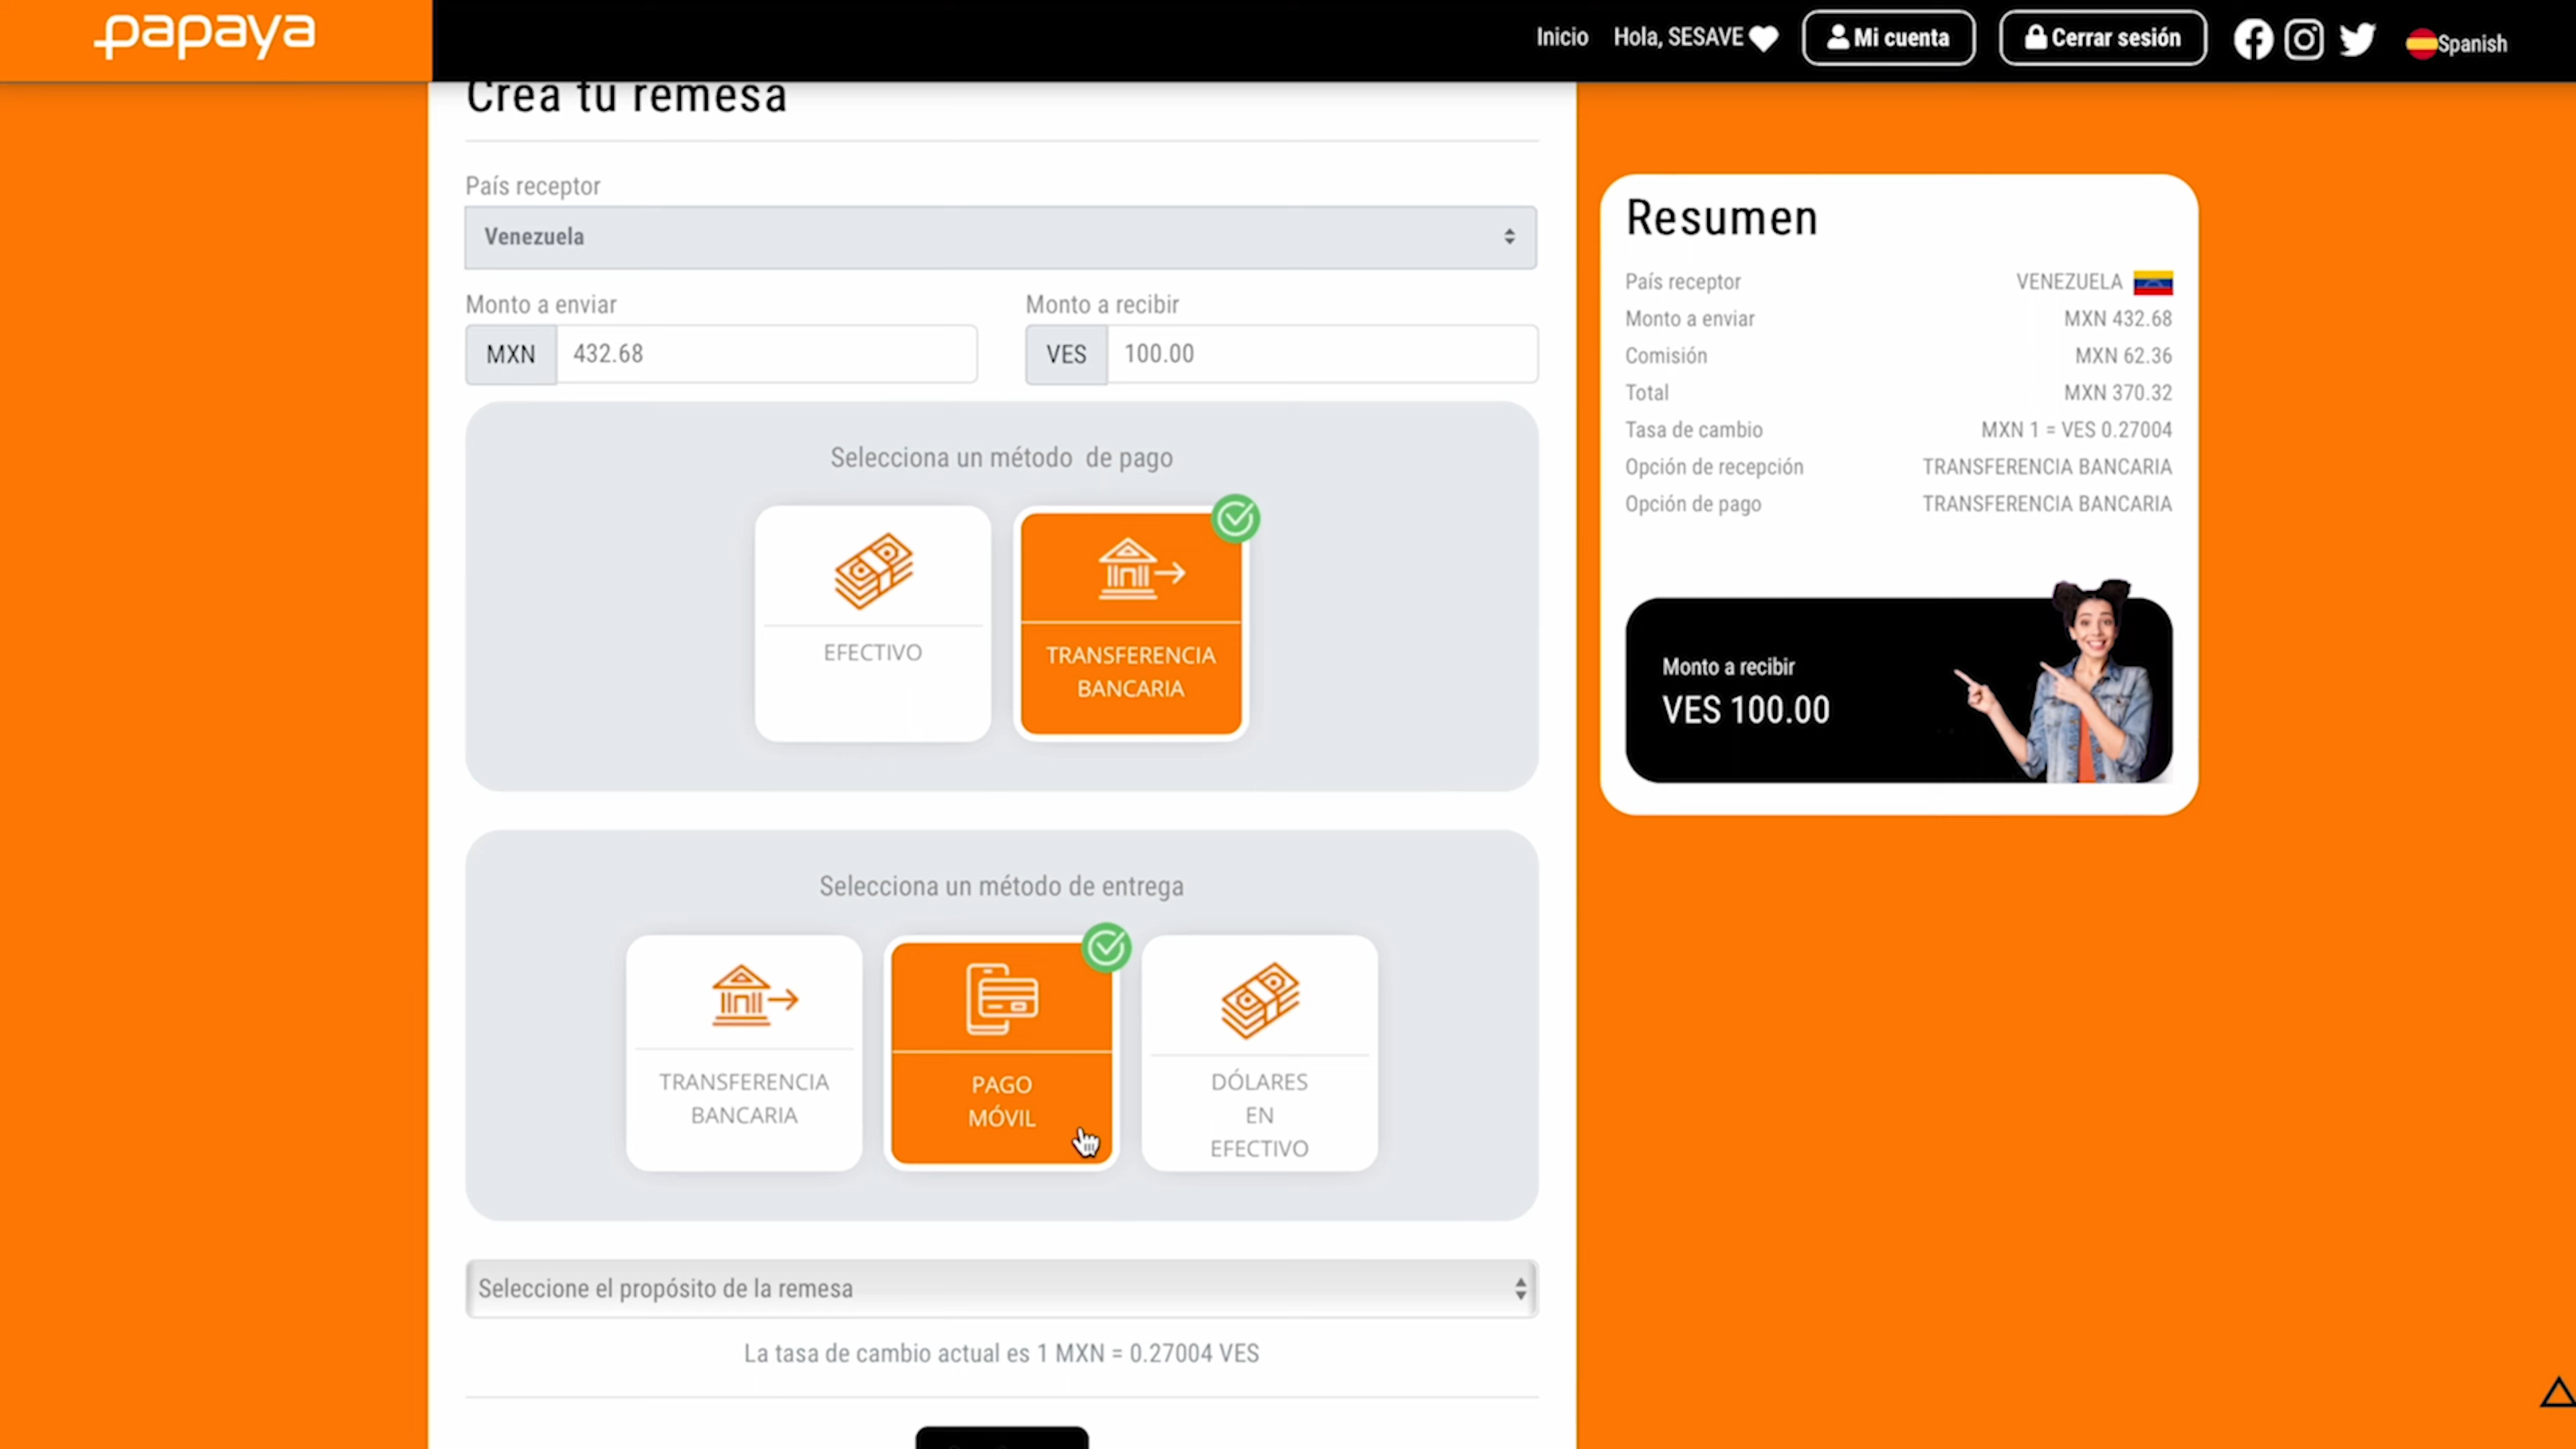 papaya
Inicio
Hola, SESAVE
Mi cuenta
Cerrar sesión
Spanish
Crea tu remesa
País receptor
Venezuela
Monto a enviar
Monto a recibir
MXN 432.68
VES 100.00
Selecciona un método de pago
EFECTIVO
TRANSFERENCIA
BANCARIA
Selecciona un método de entrega
TRANSFERENCIA
BANCARIA
PAGO
MÓVIL
DÓLARES
EN
EFECTIVO
Seleccione el propósito de la remesa
La tasa de cambio actual es 1 MXN = 0.27004 VES
Resumen
País receptor VENEZUELA
Monto a enviar MXN 432.68
Comisión MXN 62.36
Total MXN 370.32
Tasa de cambio MXN 1 = VES 0.27004
Opción de recepción TRANSFERENCIA BANCARIA
Opción de pago TRANSFERENCIA BANCARIA
Monto a recibir
VES 100.00